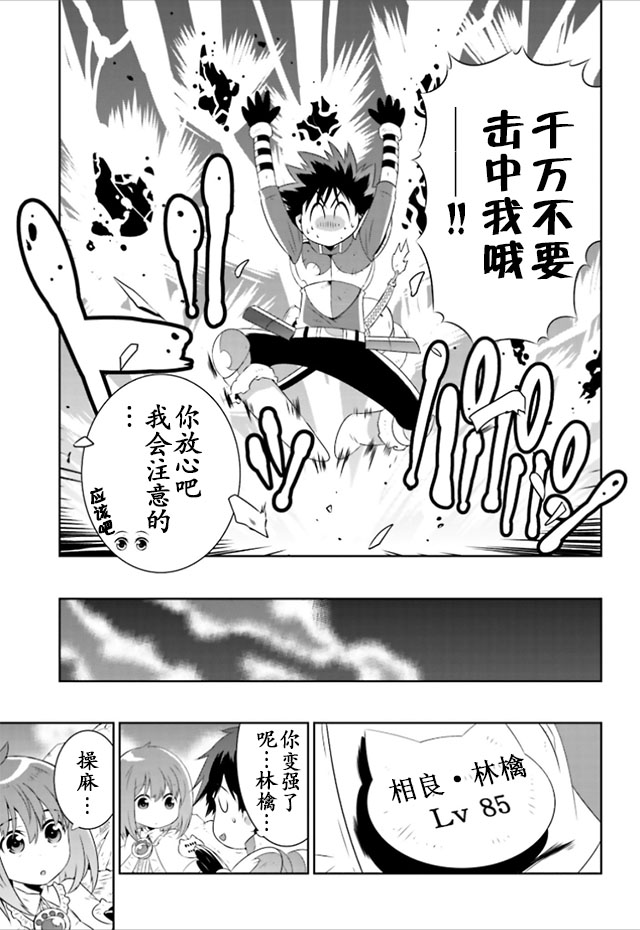 千万不要
击中我哦
——!!
你放心吧
我会注意的
…
应该吧
相良・林檎
Lv 85
你变强了
呢…林檎
…
操麻…